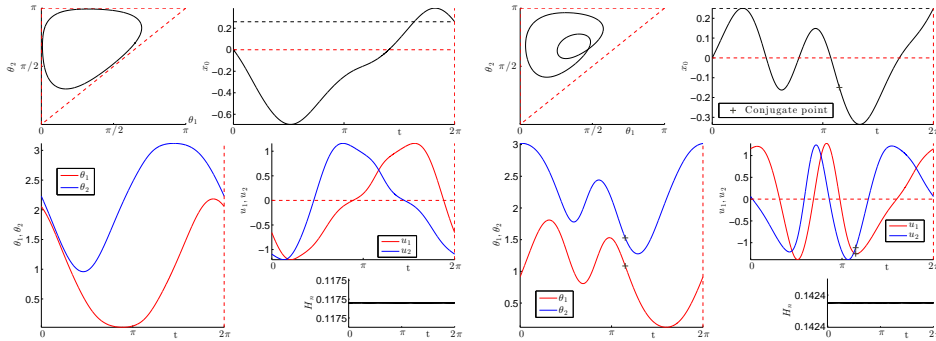 π
θ₂
π/2
0
0
π/2
π
θ₁
0.2
0
−0.2
−0.4
−0.6
x₀
0
π
t
2π
π
θ₂
π/2
0
0
π/2
π
θ₁
0.2
0.1
0
−0.1
−0.2
−0.3
x₀
+ Conjugate point
0
π
t
2π
3
2.5
2
1.5
1
0.5
θ₁, θ₂
θ₁
θ₂
0
π
t
2π
1
0.5
0
−0.5
−1
u₁, u₂
u₁
u₂
0
π
t
2π
0.1175
0.1175
0.1175
Hₙ
0
π
t
2π
3
2.5
2
1.5
1
0.5
θ₁, θ₂
θ₁
θ₂
0
π
t
2π
1
0.5
0
−0.5
−1
u₁, u₂
u₁
u₂
0
π
t
2π
0.1424
0.1424
Hₙ
0
π
t
2π